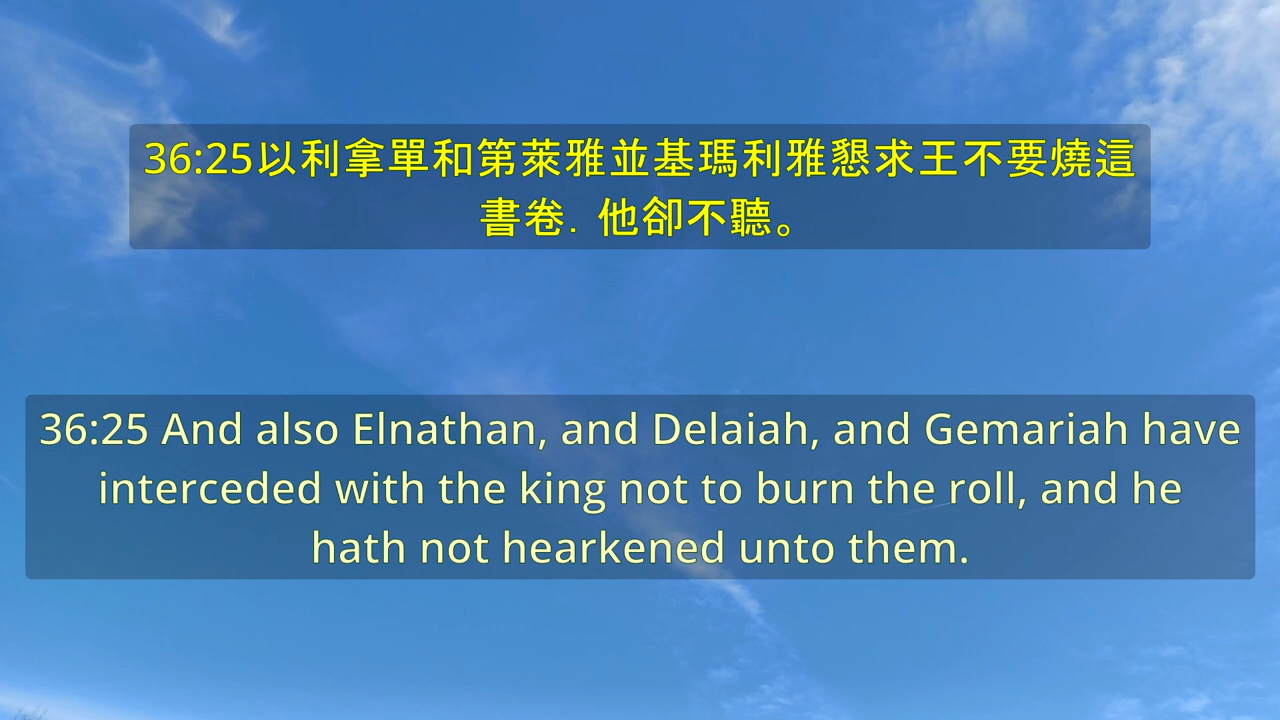 36:25以利拿單和第萊雅並基瑪利雅懇求王不要燒這
書卷．他卻不聽。
36:25 And also Elnathan, and Delaiah, and Gemariah have
interceded with the king not to burn the roll, and he
hath not hearkened unto them.